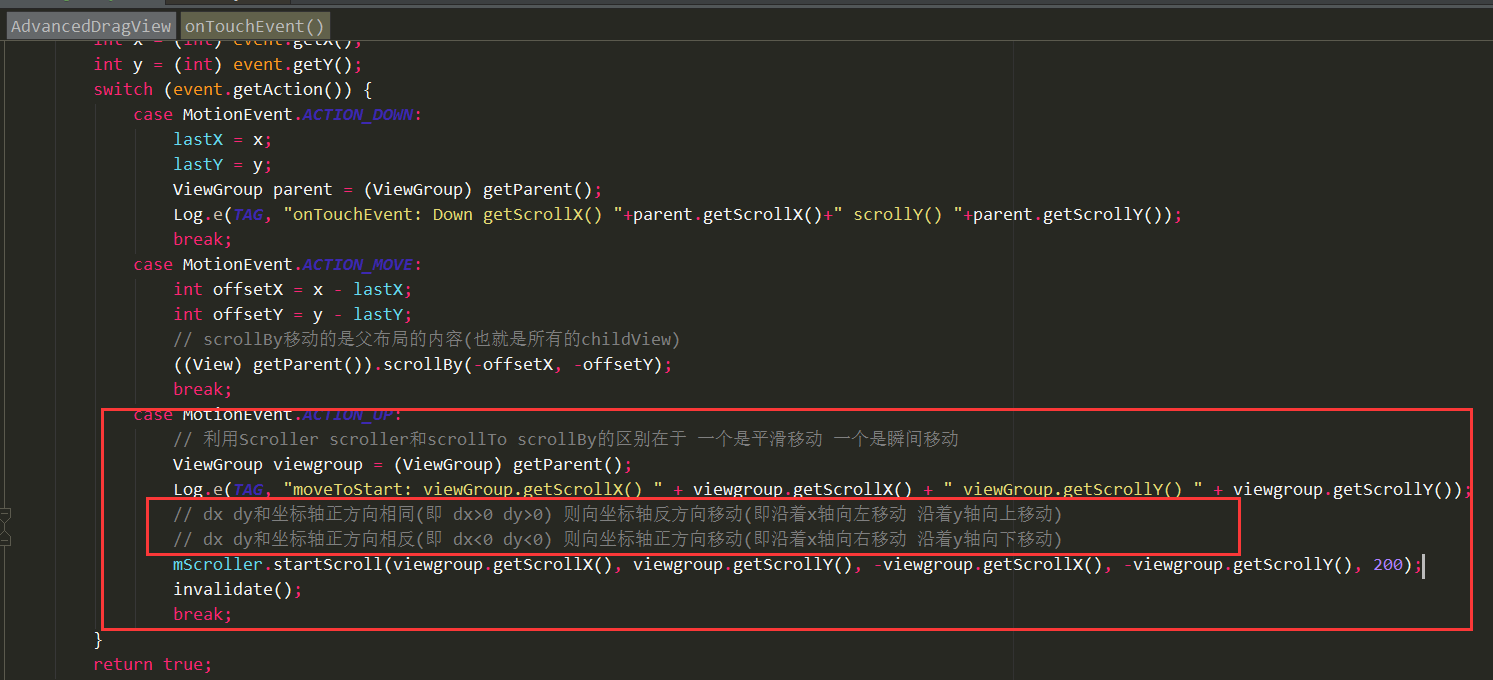 AdvancedDragView onTouchEvent()
int x = (int) event.getX();
int y = (int) event.getY();
switch (event.getAction()) {
case MotionEvent.ACTION_DOWN:
lastX = x;
lastY = y;
ViewGroup parent = (ViewGroup) getParent();
Log.e(TAG, "onTouchEvent: Down getScrollX() "+parent.getScrollX()+" scrollY() "+parent.getScrollY());
break;
case MotionEvent.ACTION_MOVE:
int offsetX = x - lastX;
int offsetY = y - lastY;
// scrollBy移动的是父布局的内容(也就是所有的childView)
((View) getParent()).scrollBy(-offsetX, -offsetY);
break;
case MotionEvent.ACTION_UP:
// 利用Scroller scroller和scrollTo scrollBy的区别在于 一个是平滑移动 一个是瞬间移动
ViewGroup viewgroup = (ViewGroup) getParent();
Log.e(TAG, "moveToStart: viewGroup.getScrollX() " + viewgroup.getScrollX() + " viewGroup.getScrollY() " + viewgroup.getScrollY());
// dx dy和坐标轴正方向相同(即 dx>0 dy>0) 则向坐标轴反方向移动(即沿着x轴向左移动 沿着y轴向上移动)
// dx dy和坐标轴正方向相反(即 dx<0 dy<0) 则向坐标轴正方向移动(即沿着x轴向右移动 沿着y轴向下移动)
mScroller.startScroll(viewgroup.getScrollX(), viewgroup.getScrollY(), -viewgroup.getScrollX(), -viewgroup.getScrollY(), 200);
invalidate();
break;
}
return true;